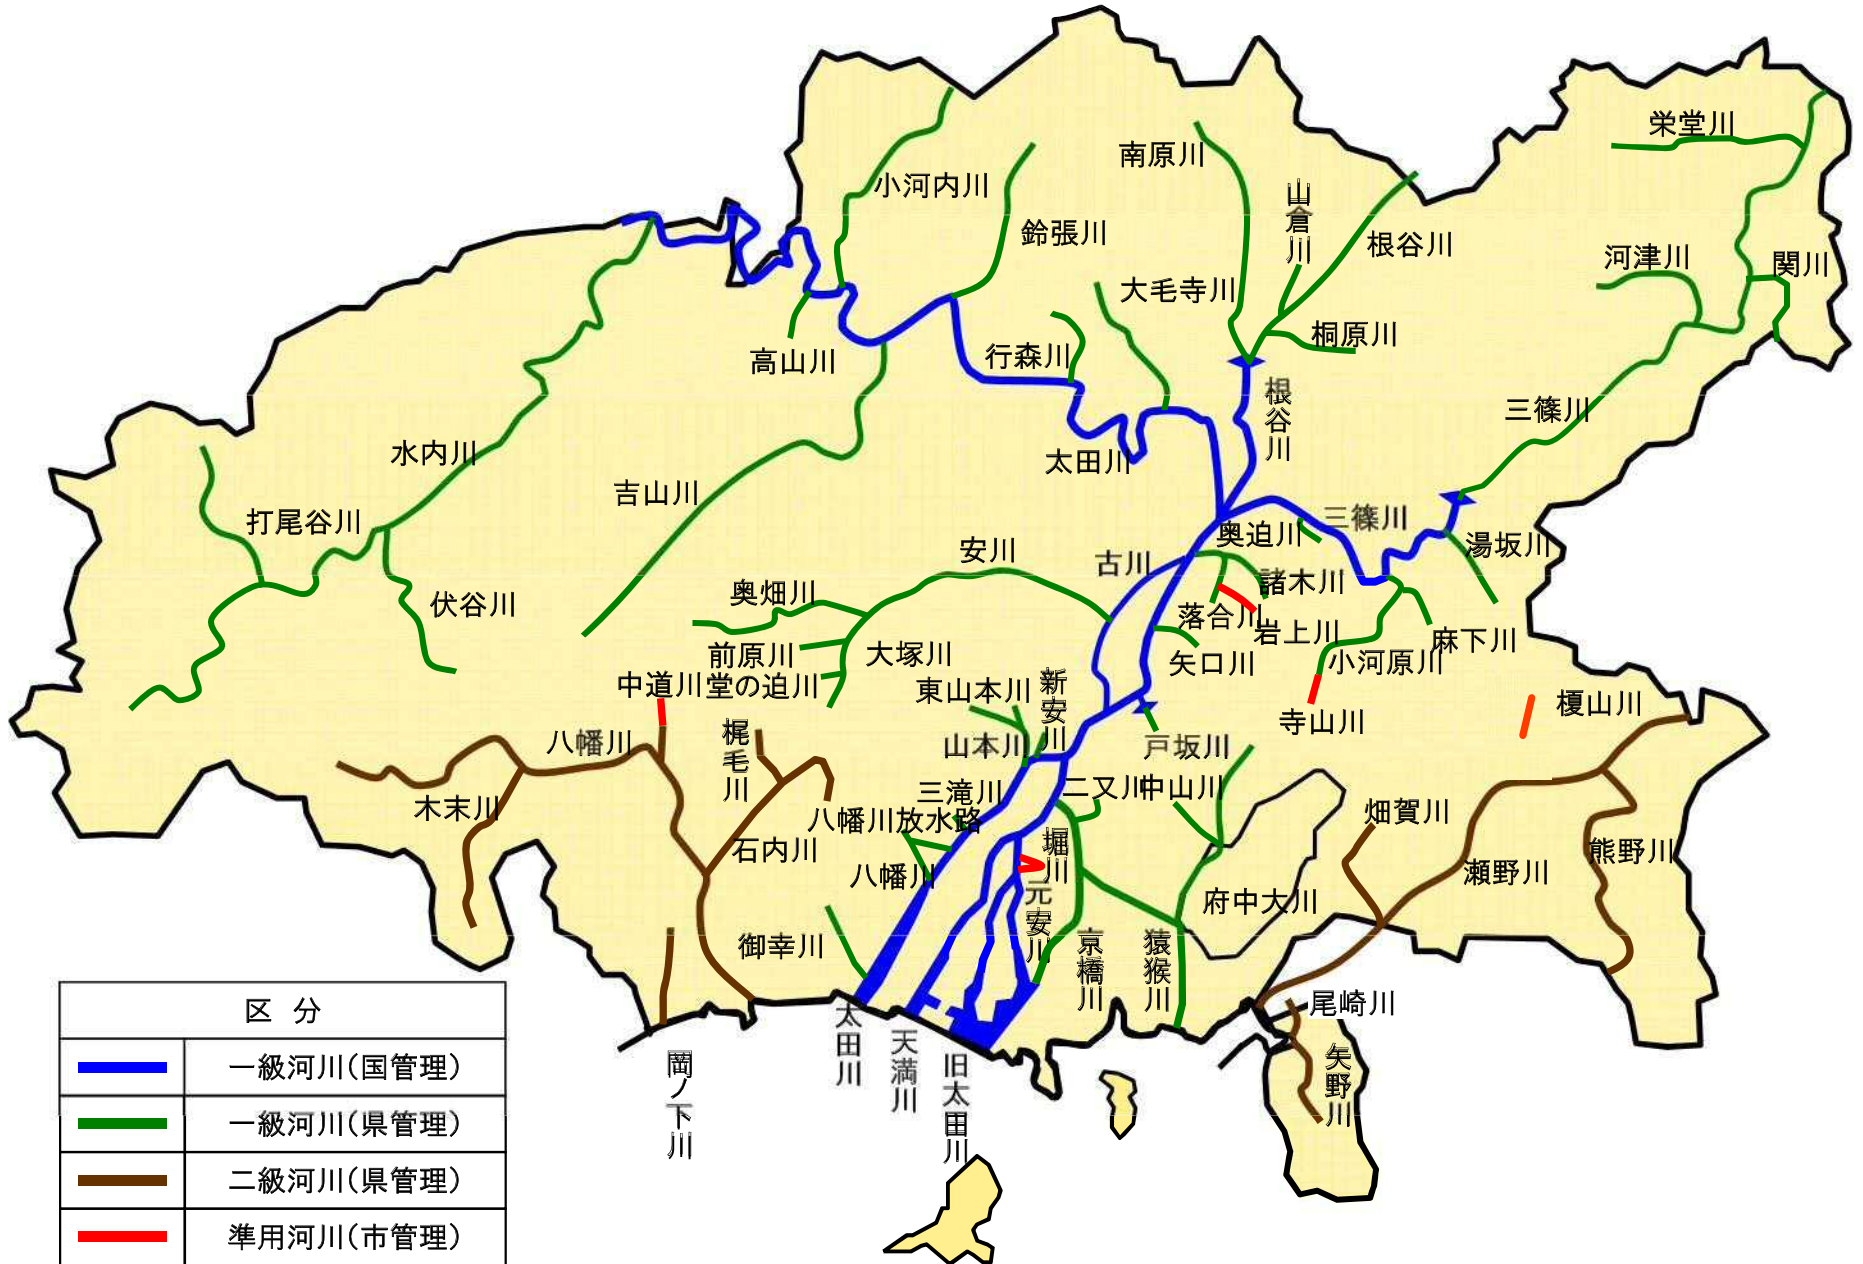 栄堂川
南原川
小河内川
山倉川
鈴張川
根谷川
河津川
関川
大毛寺川
桐原川
高山川
行森川
根谷川
三篠川
水内川
太田川
吉山川
打尾谷川
三篠川
奥迫川
湯坂川
安川
古川
諸木川
奥畑川
伏谷川
落合川
岩上川
麻下川
前原川
大塚川
矢口川
小河原川
中道川
堂の迫川
東山本川
新安川
榎山川
寺山川
八幡川
梶毛川
山本川
戸坂川
三滝川
二又川
中山川
木末川
八幡川放水路
畑賀川
石内川
堀川
熊野川
八幡川
瀬野川
元安川
府中大川
御幸川
京橋川
猿猴川
尾崎川
太田川
天満川
旧太田川
岡ノ下川
矢野川
区 分
一級河川(国管理)
一級河川(県管理)
二級河川(県管理)
準用河川(市管理)